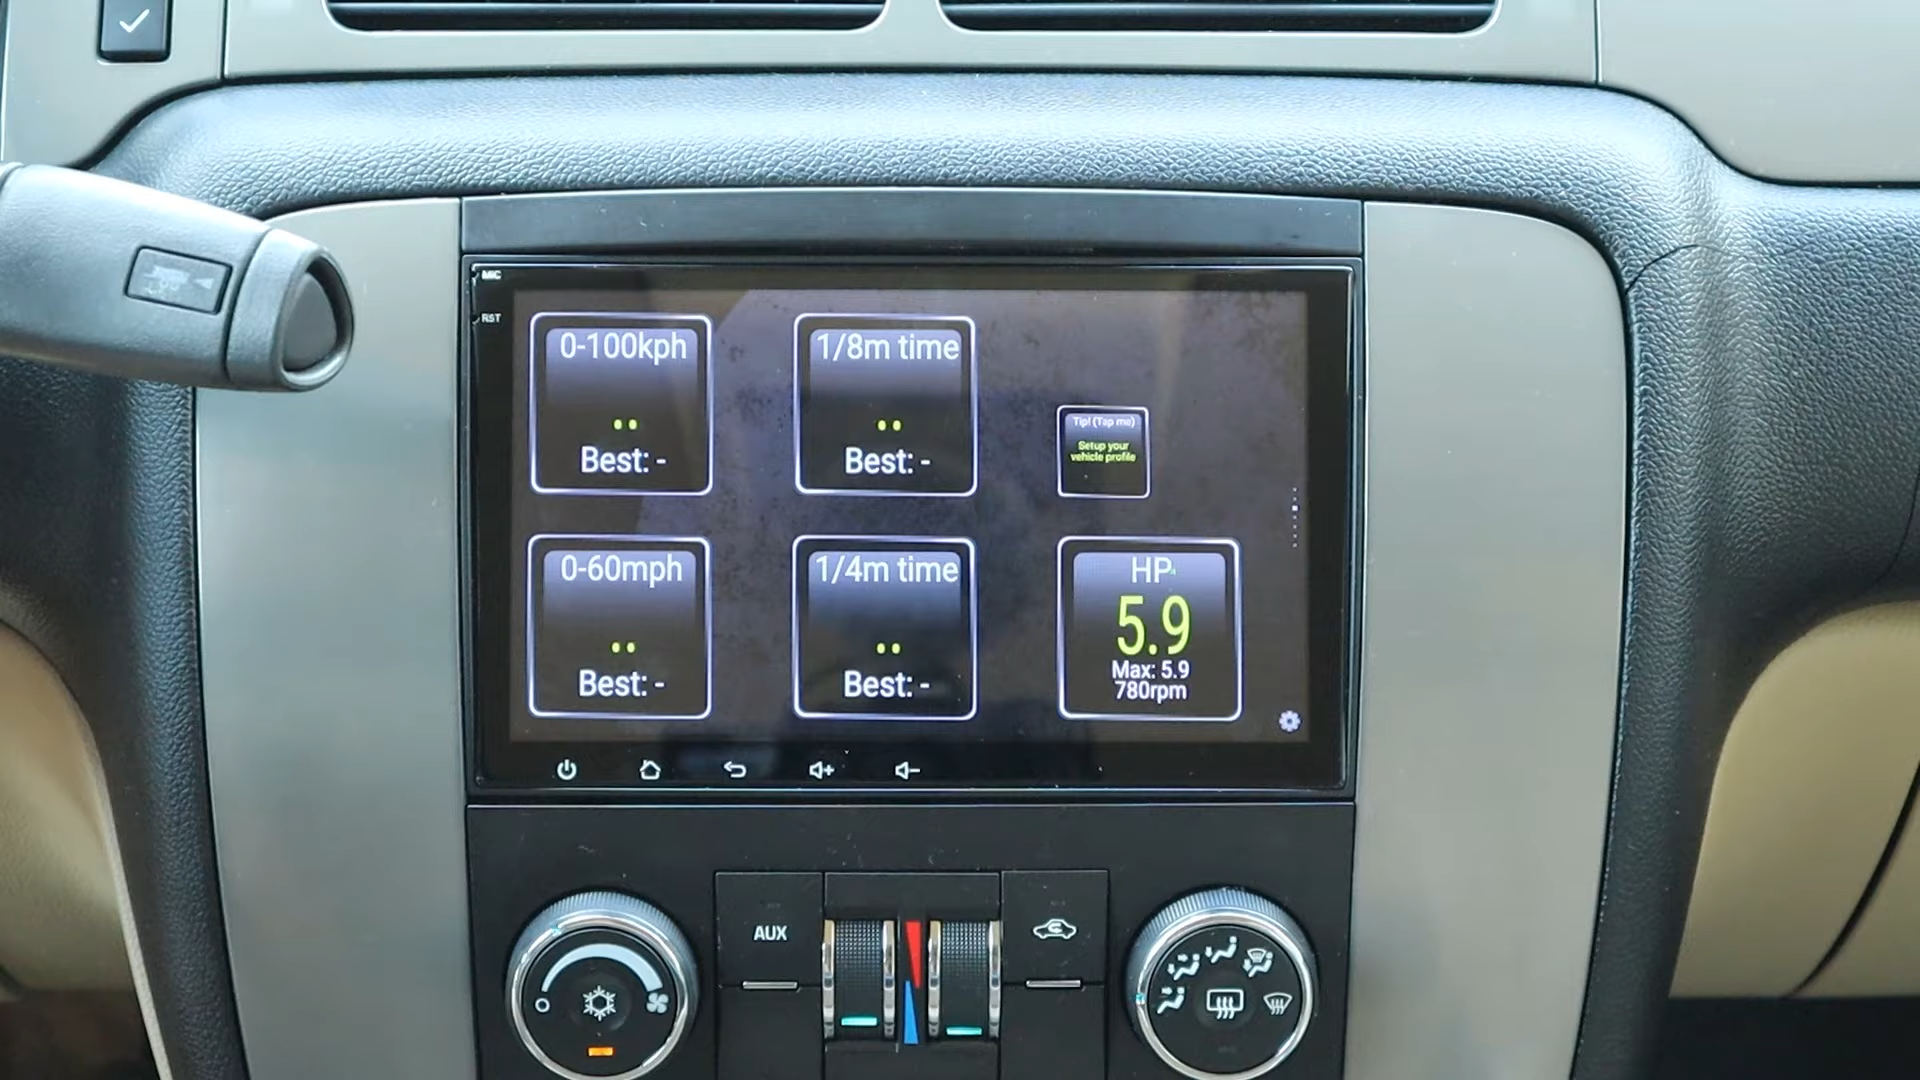 MIC
RST
0-100kph
..
Best: -
1/8m time
..
Best: -
Tip! (Tap me)
Setup your
vehicle profile
0-60mph
..
Best: -
1/4m time
..
Best: -
HP
5.9
Max: 5.9
780rpm
AUX